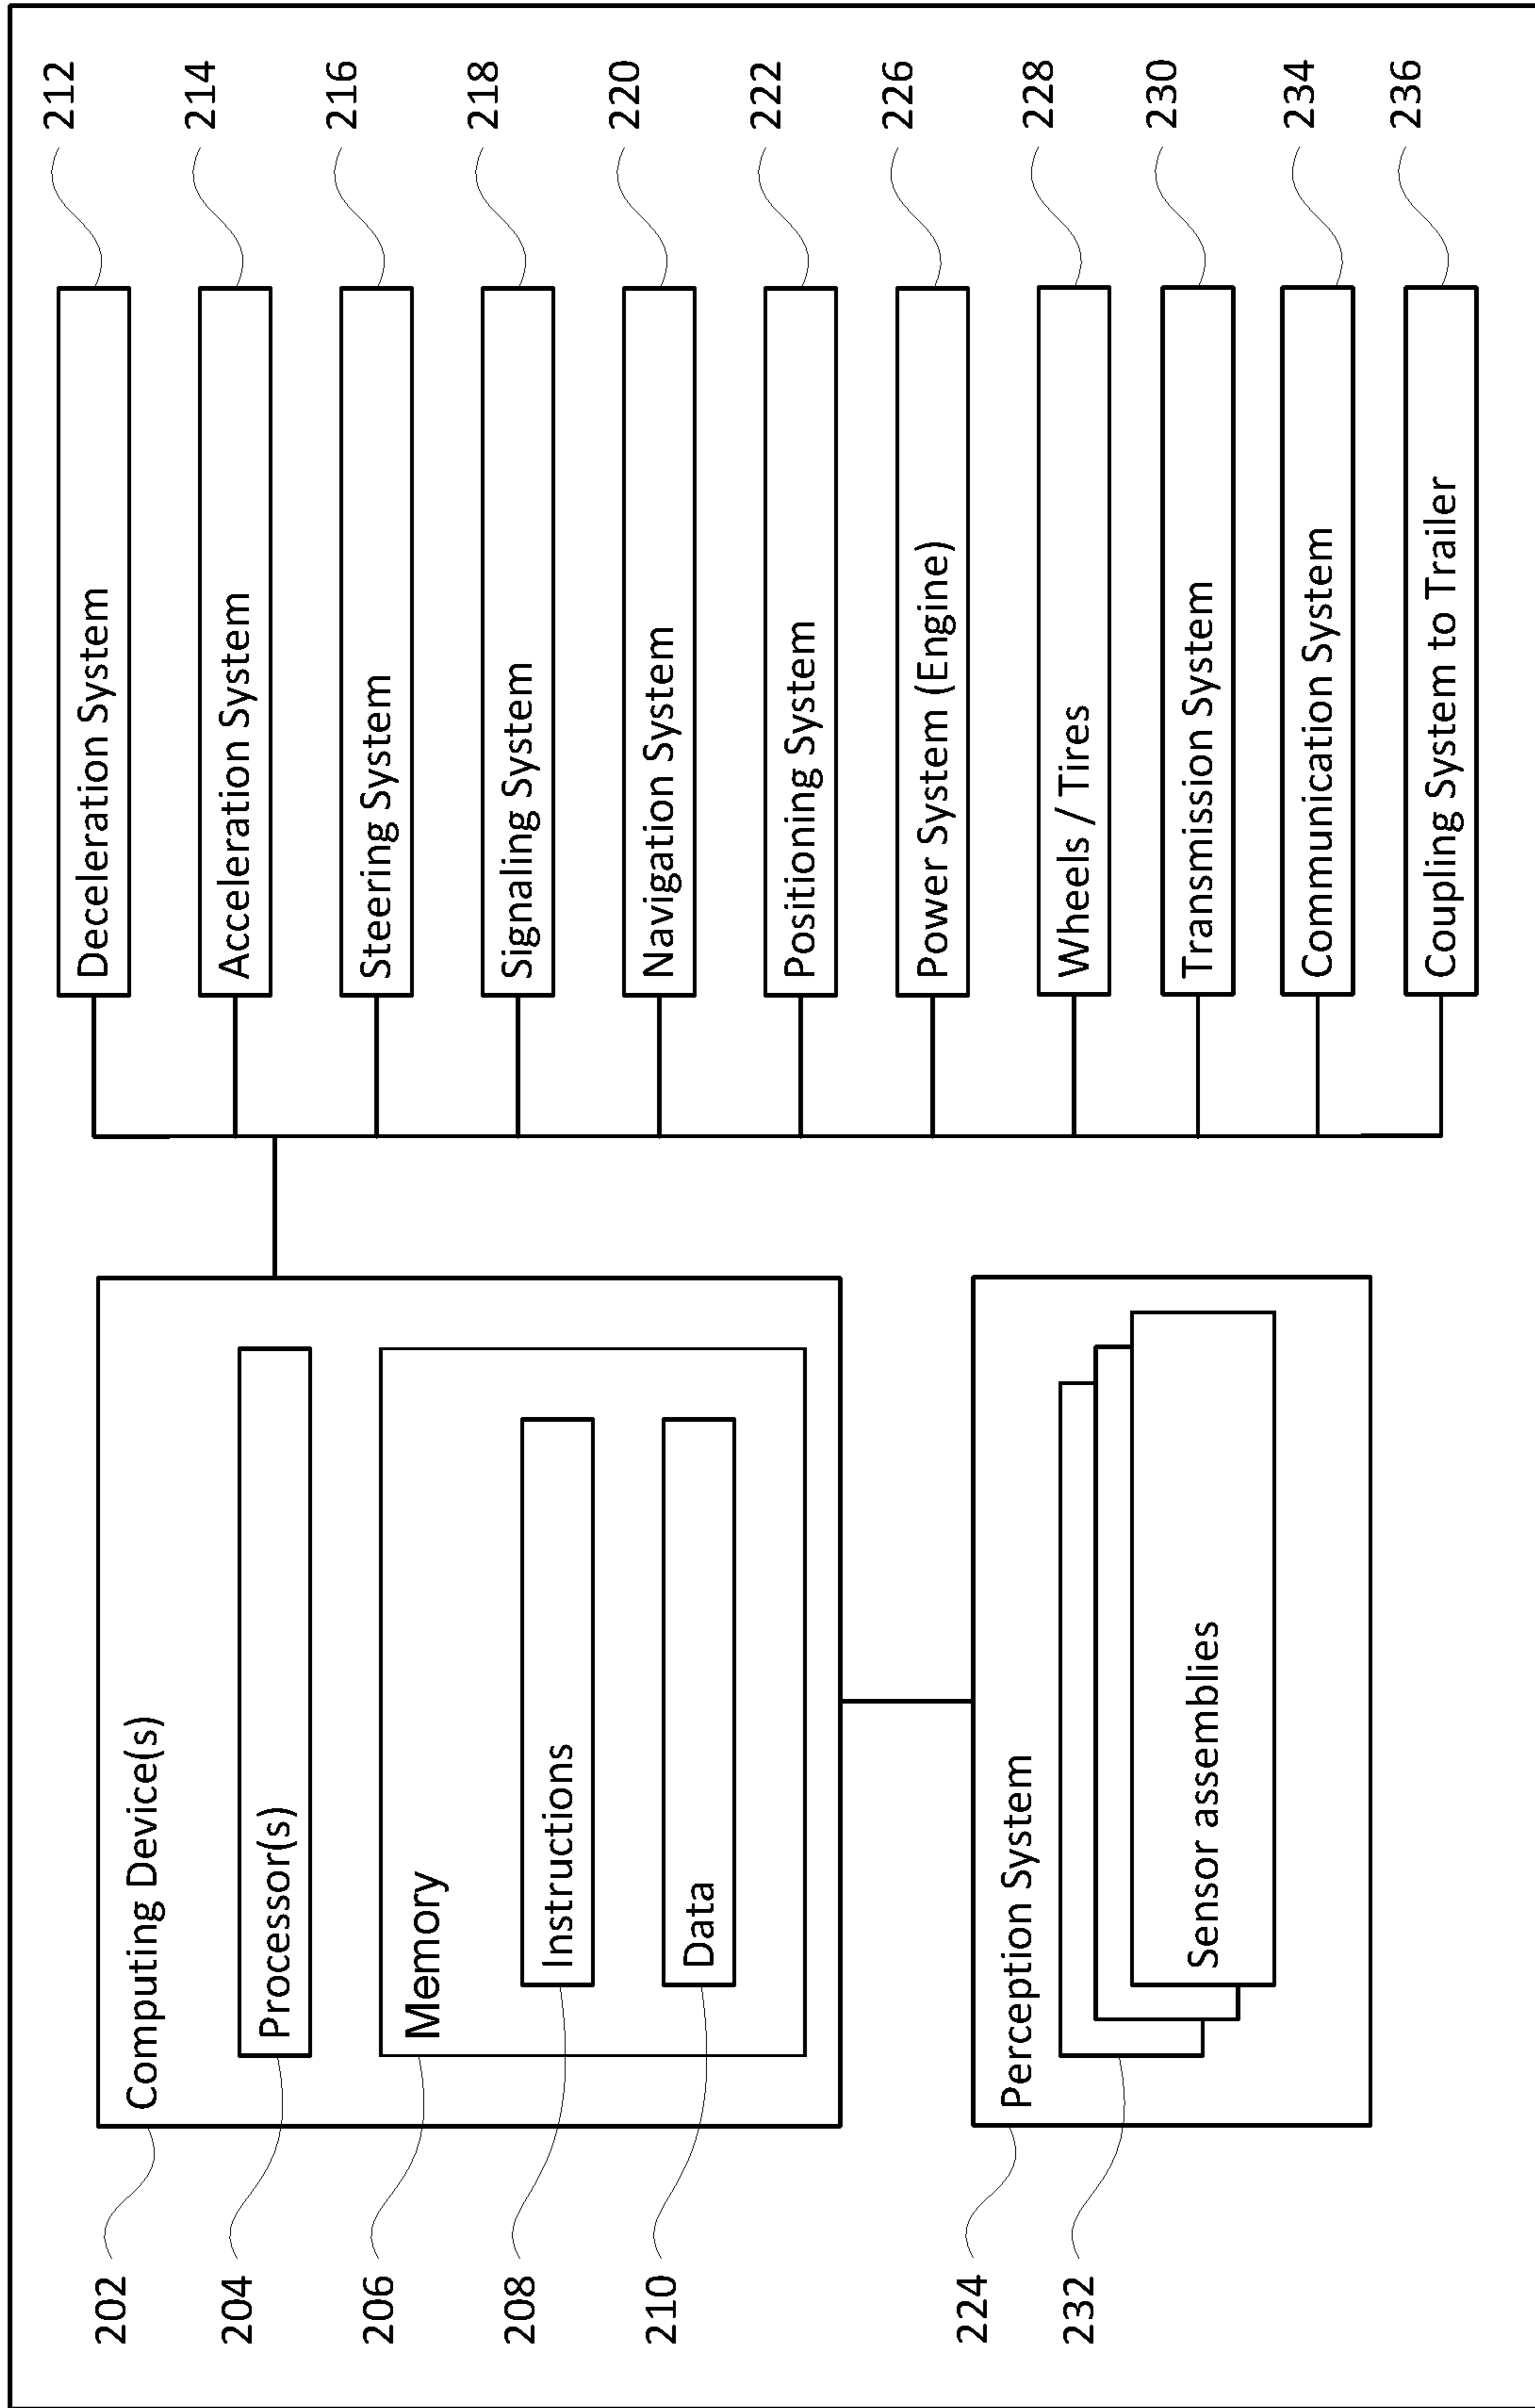 202
Computing Device(s)
204
Processor(s)
206
Memory
208
Instructions
210
Data
224
Perception System
232
Sensor assemblies
Deceleration System
212
Acceleration System
214
Steering System
216
Signaling System
218
Navigation System
220
Positioning System
222
Power System (Engine)
226
Wheels / Tires
228
Transmission System
230
Communication System
234
Coupling System to Trailer
236